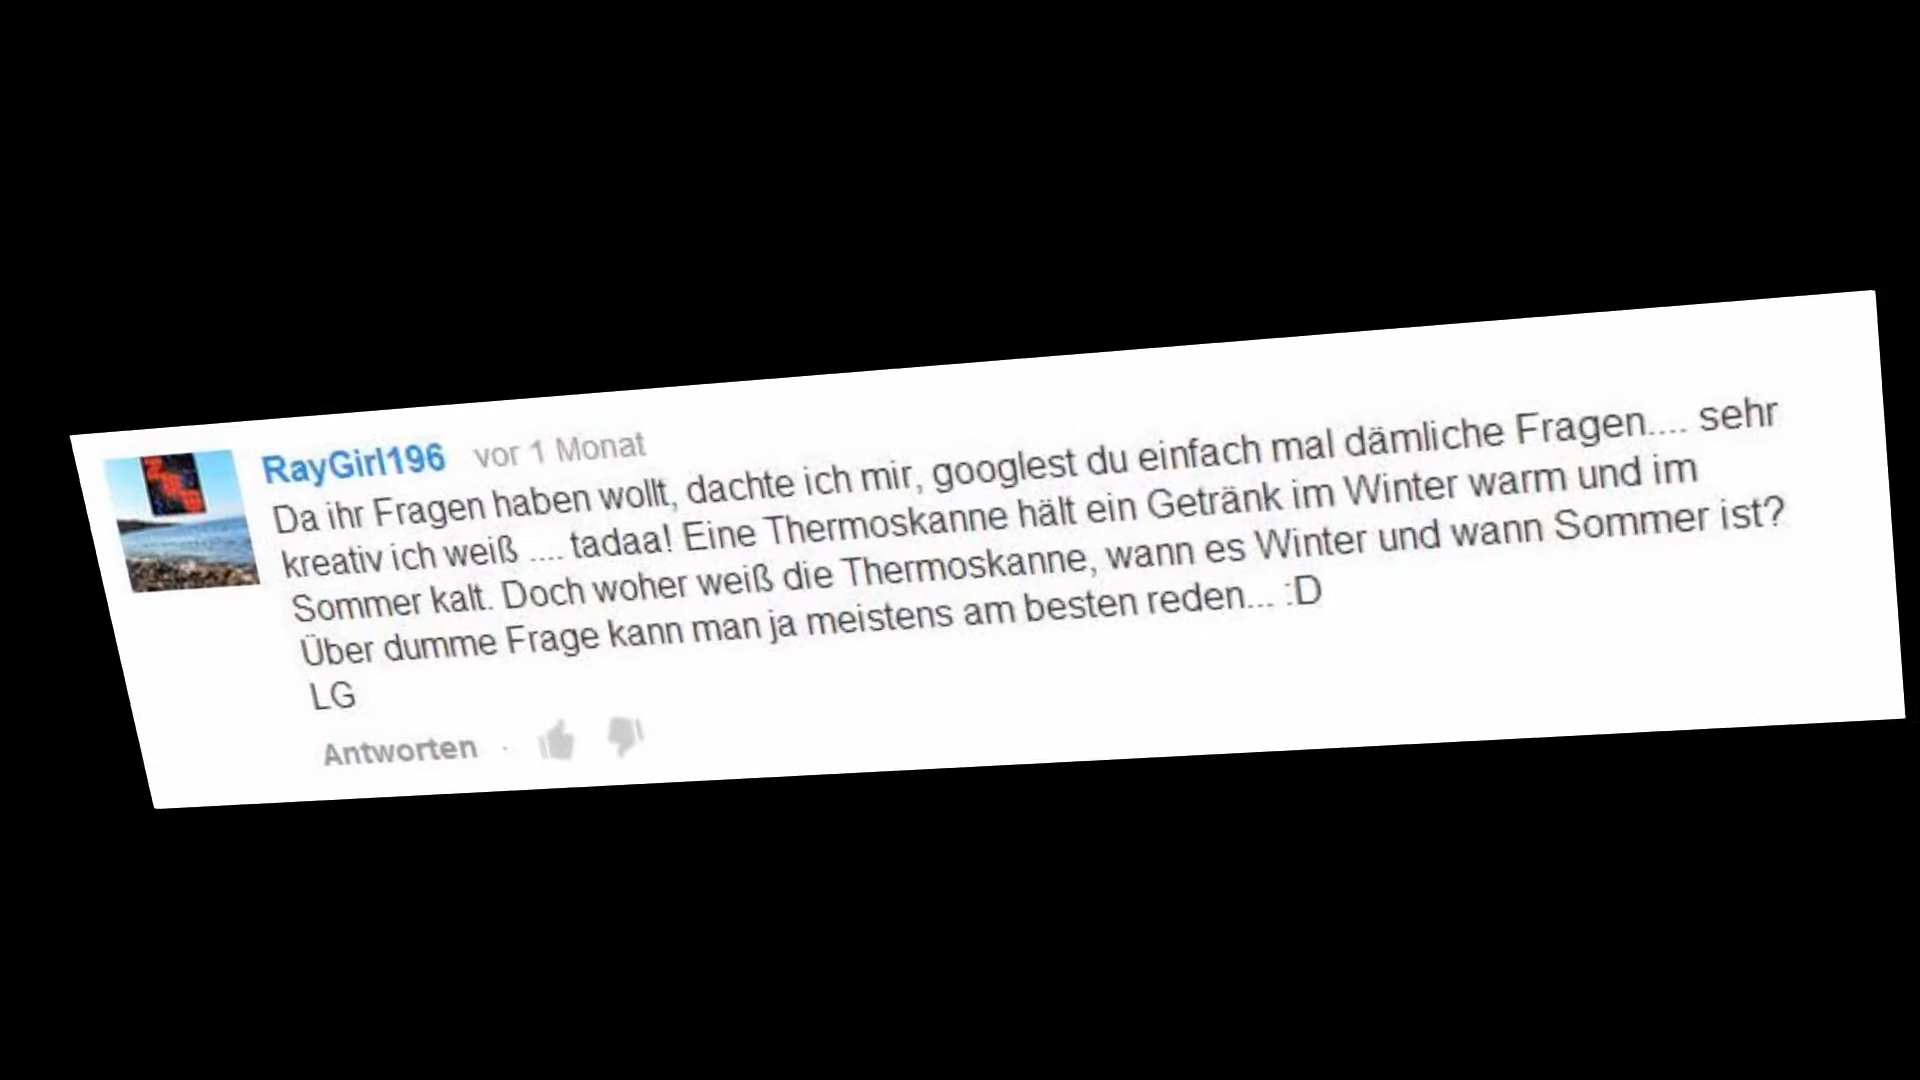 RayGirl196 vor 1 Monat
Da ihr Fragen haben wollt, dachte ich mir, googlest du einfach mal dämliche Fragen.... sehr
kreativ ich weiß .... tadaa! Eine Thermoskanne hält ein Getränk im Winter warm und im
Sommer kalt. Doch woher weiß die Thermoskanne, wann es Winter und wann Sommer ist?
Über dumme Frage kann man ja meistens am besten reden... :D
LG
Antworten ·